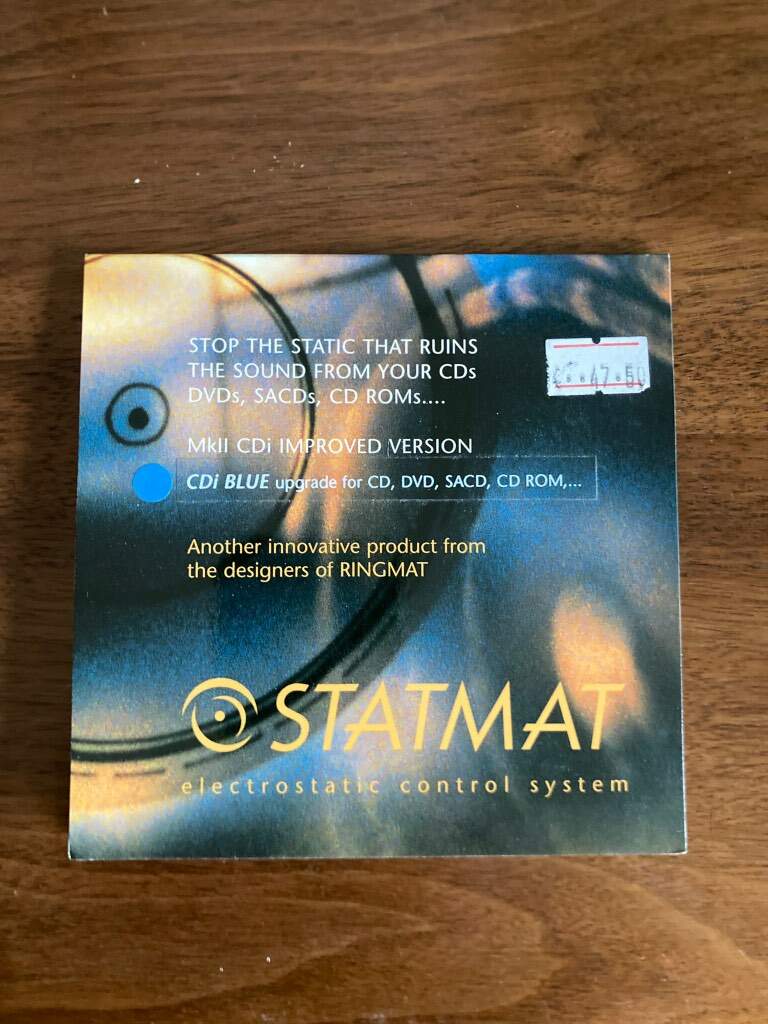 STOP THE STATIC THAT RUINS
THE SOUND FROM YOUR CDs
DVDs, SACDs, CD ROMs....
47.50
MkII CDi IMPROVED VERSION
CDi BLUE upgrade for CD, DVD, SACD, CD ROM,...
Another innovative product from
the designers of RINGMAT
STATMAT
electrostatic control system